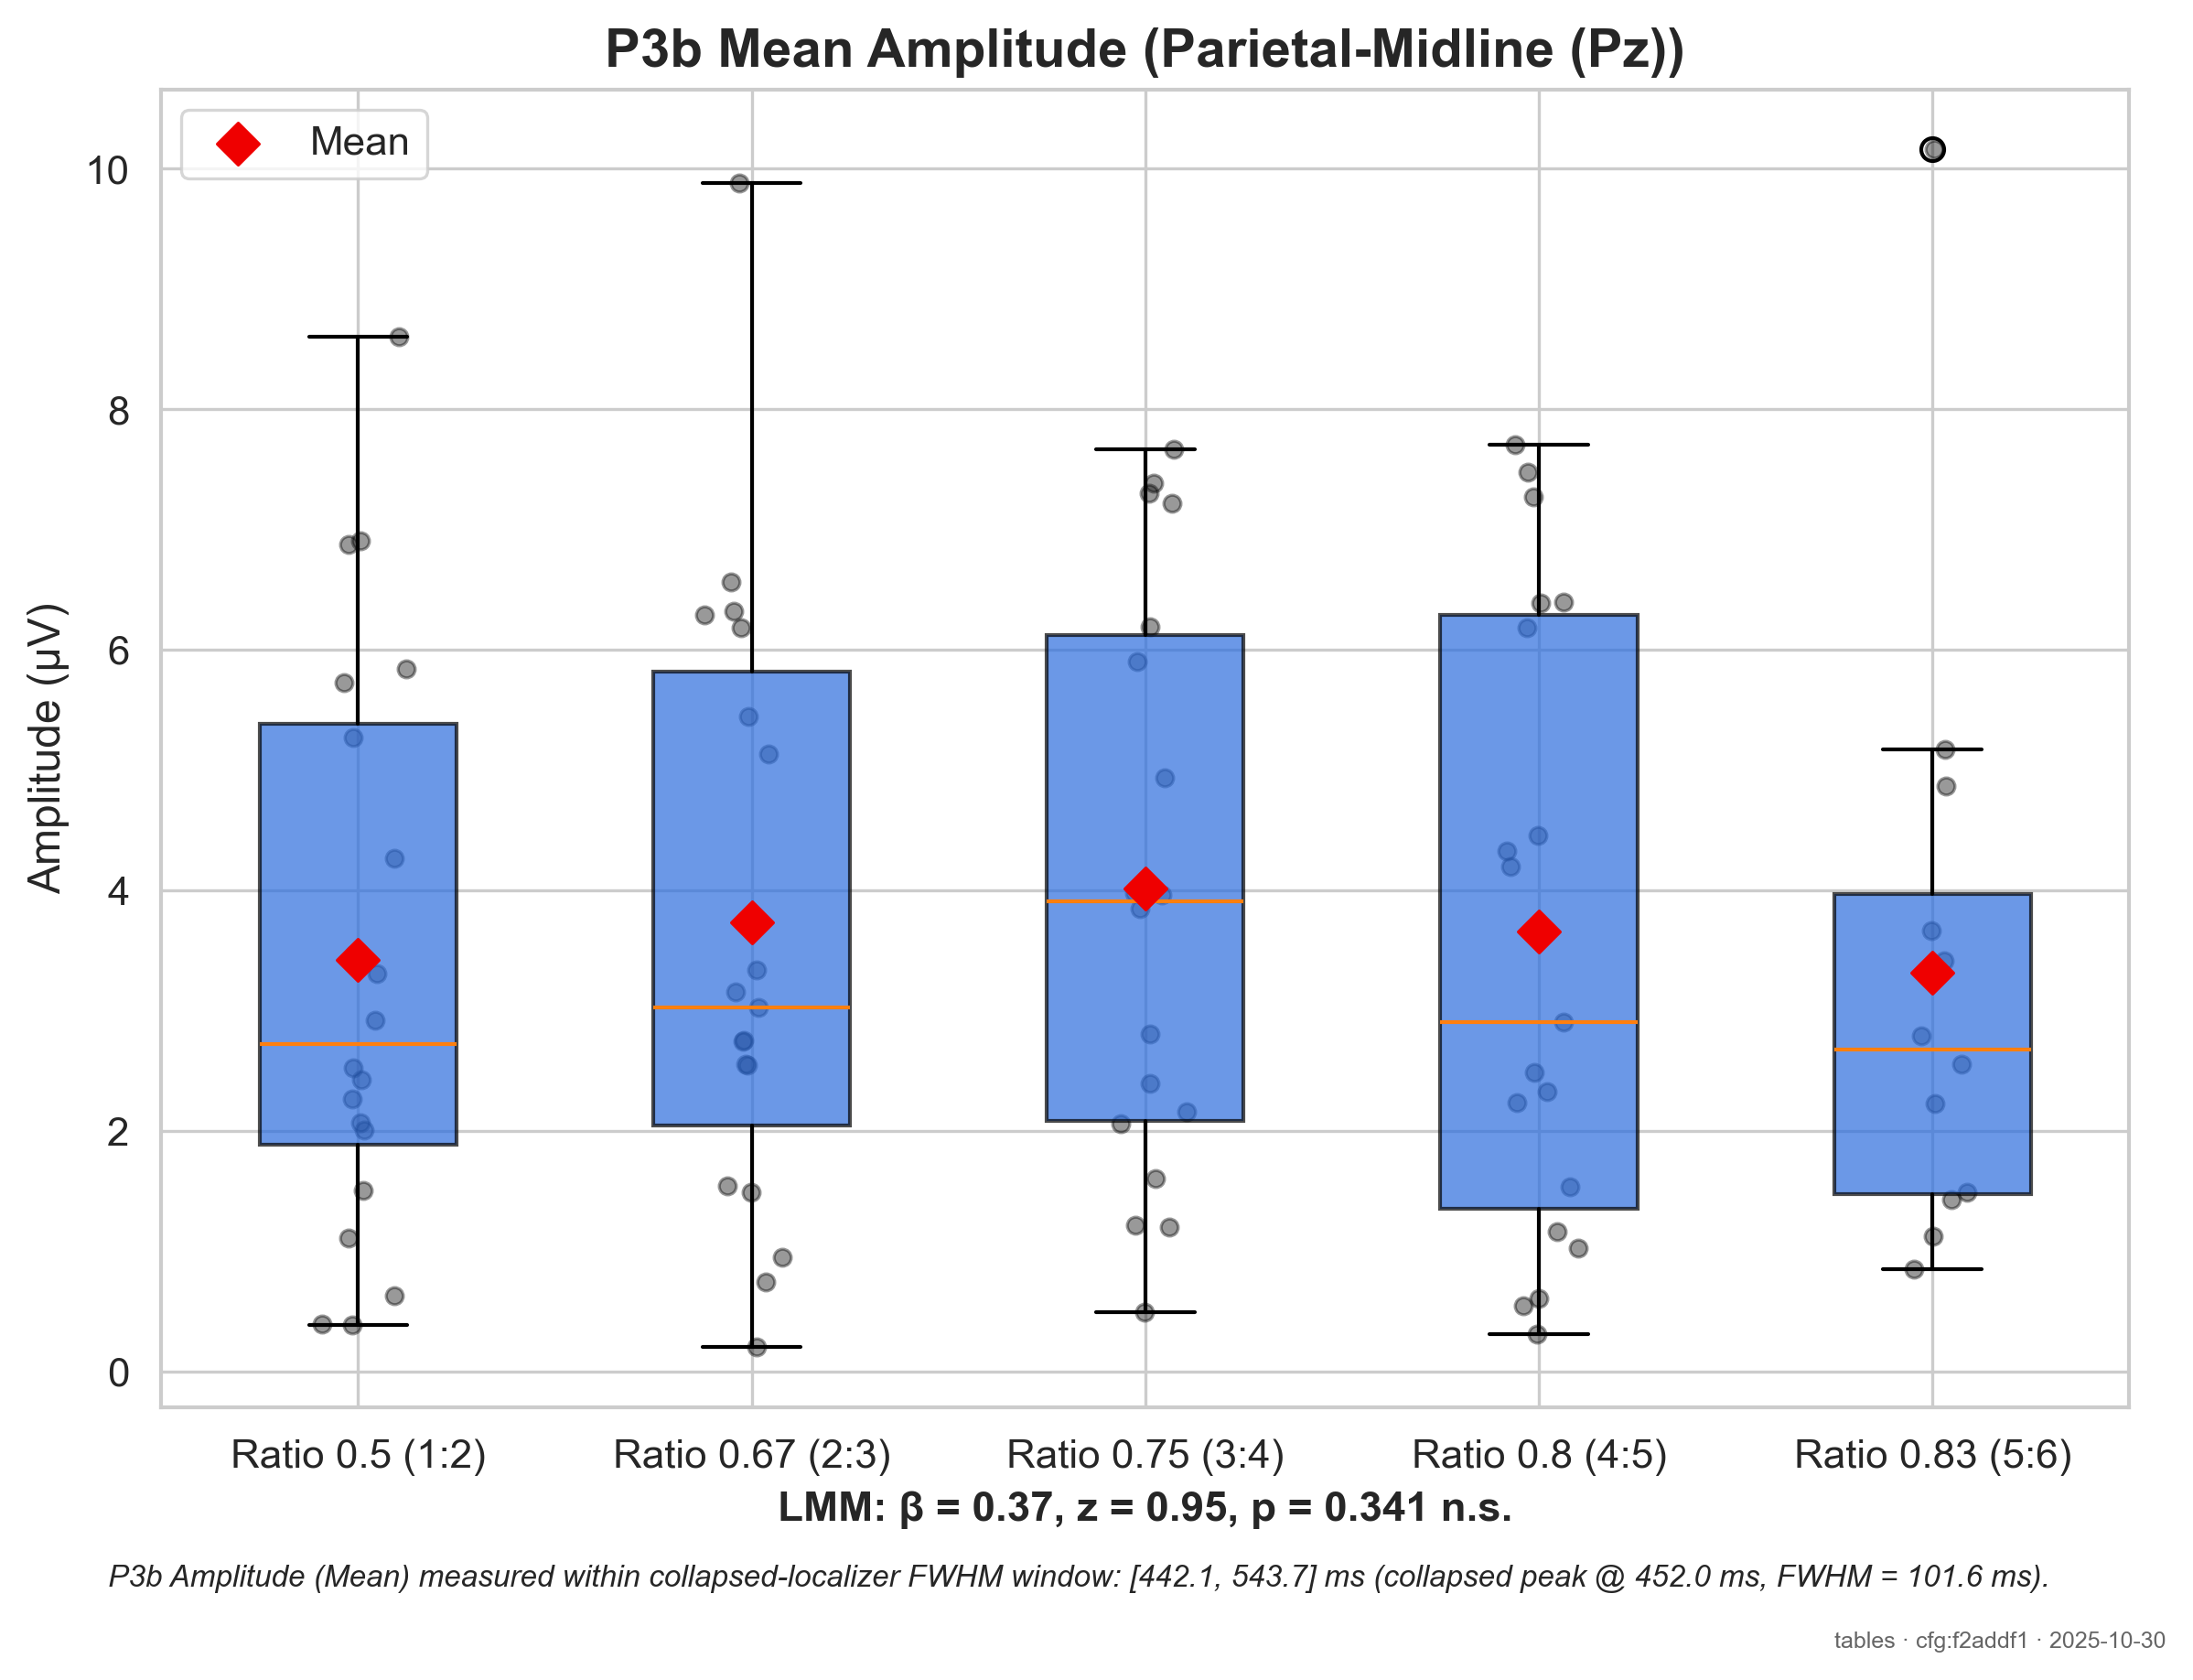 P3b Mean Amplitude (Parietal-Midline (Pz))
Mean
Amplitude (µV)
10
8
6
4
2
0
Ratio 0.5 (1:2)
Ratio 0.67 (2:3)
Ratio 0.75 (3:4)
Ratio 0.8 (4:5)
Ratio 0.83 (5:6)
LMM: β = 0.37, z = 0.95, p = 0.341 n.s.
P3b Amplitude (Mean) measured within collapsed-localizer FWHM window: [442.1, 543.7] ms (collapsed peak @ 452.0 ms, FWHM = 101.6 ms).
tables · cfg:f2addf1 · 2025-10-30